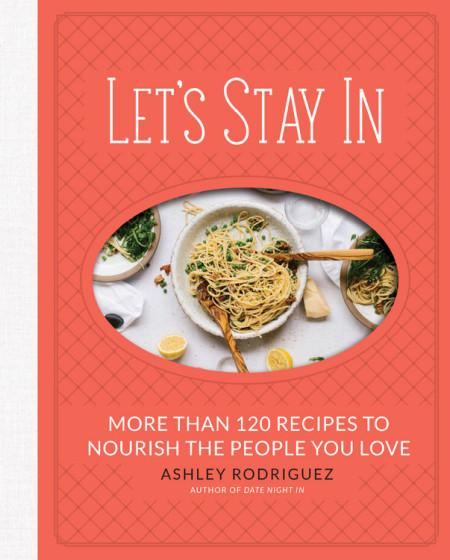 LET'S STAY IN
MORE THAN 120 RECIPES TO
NOURISH THE PEOPLE YOU LOVE
ASHLEY RODRIGUEZ
AUTHOR OF DATE NIGHT IN